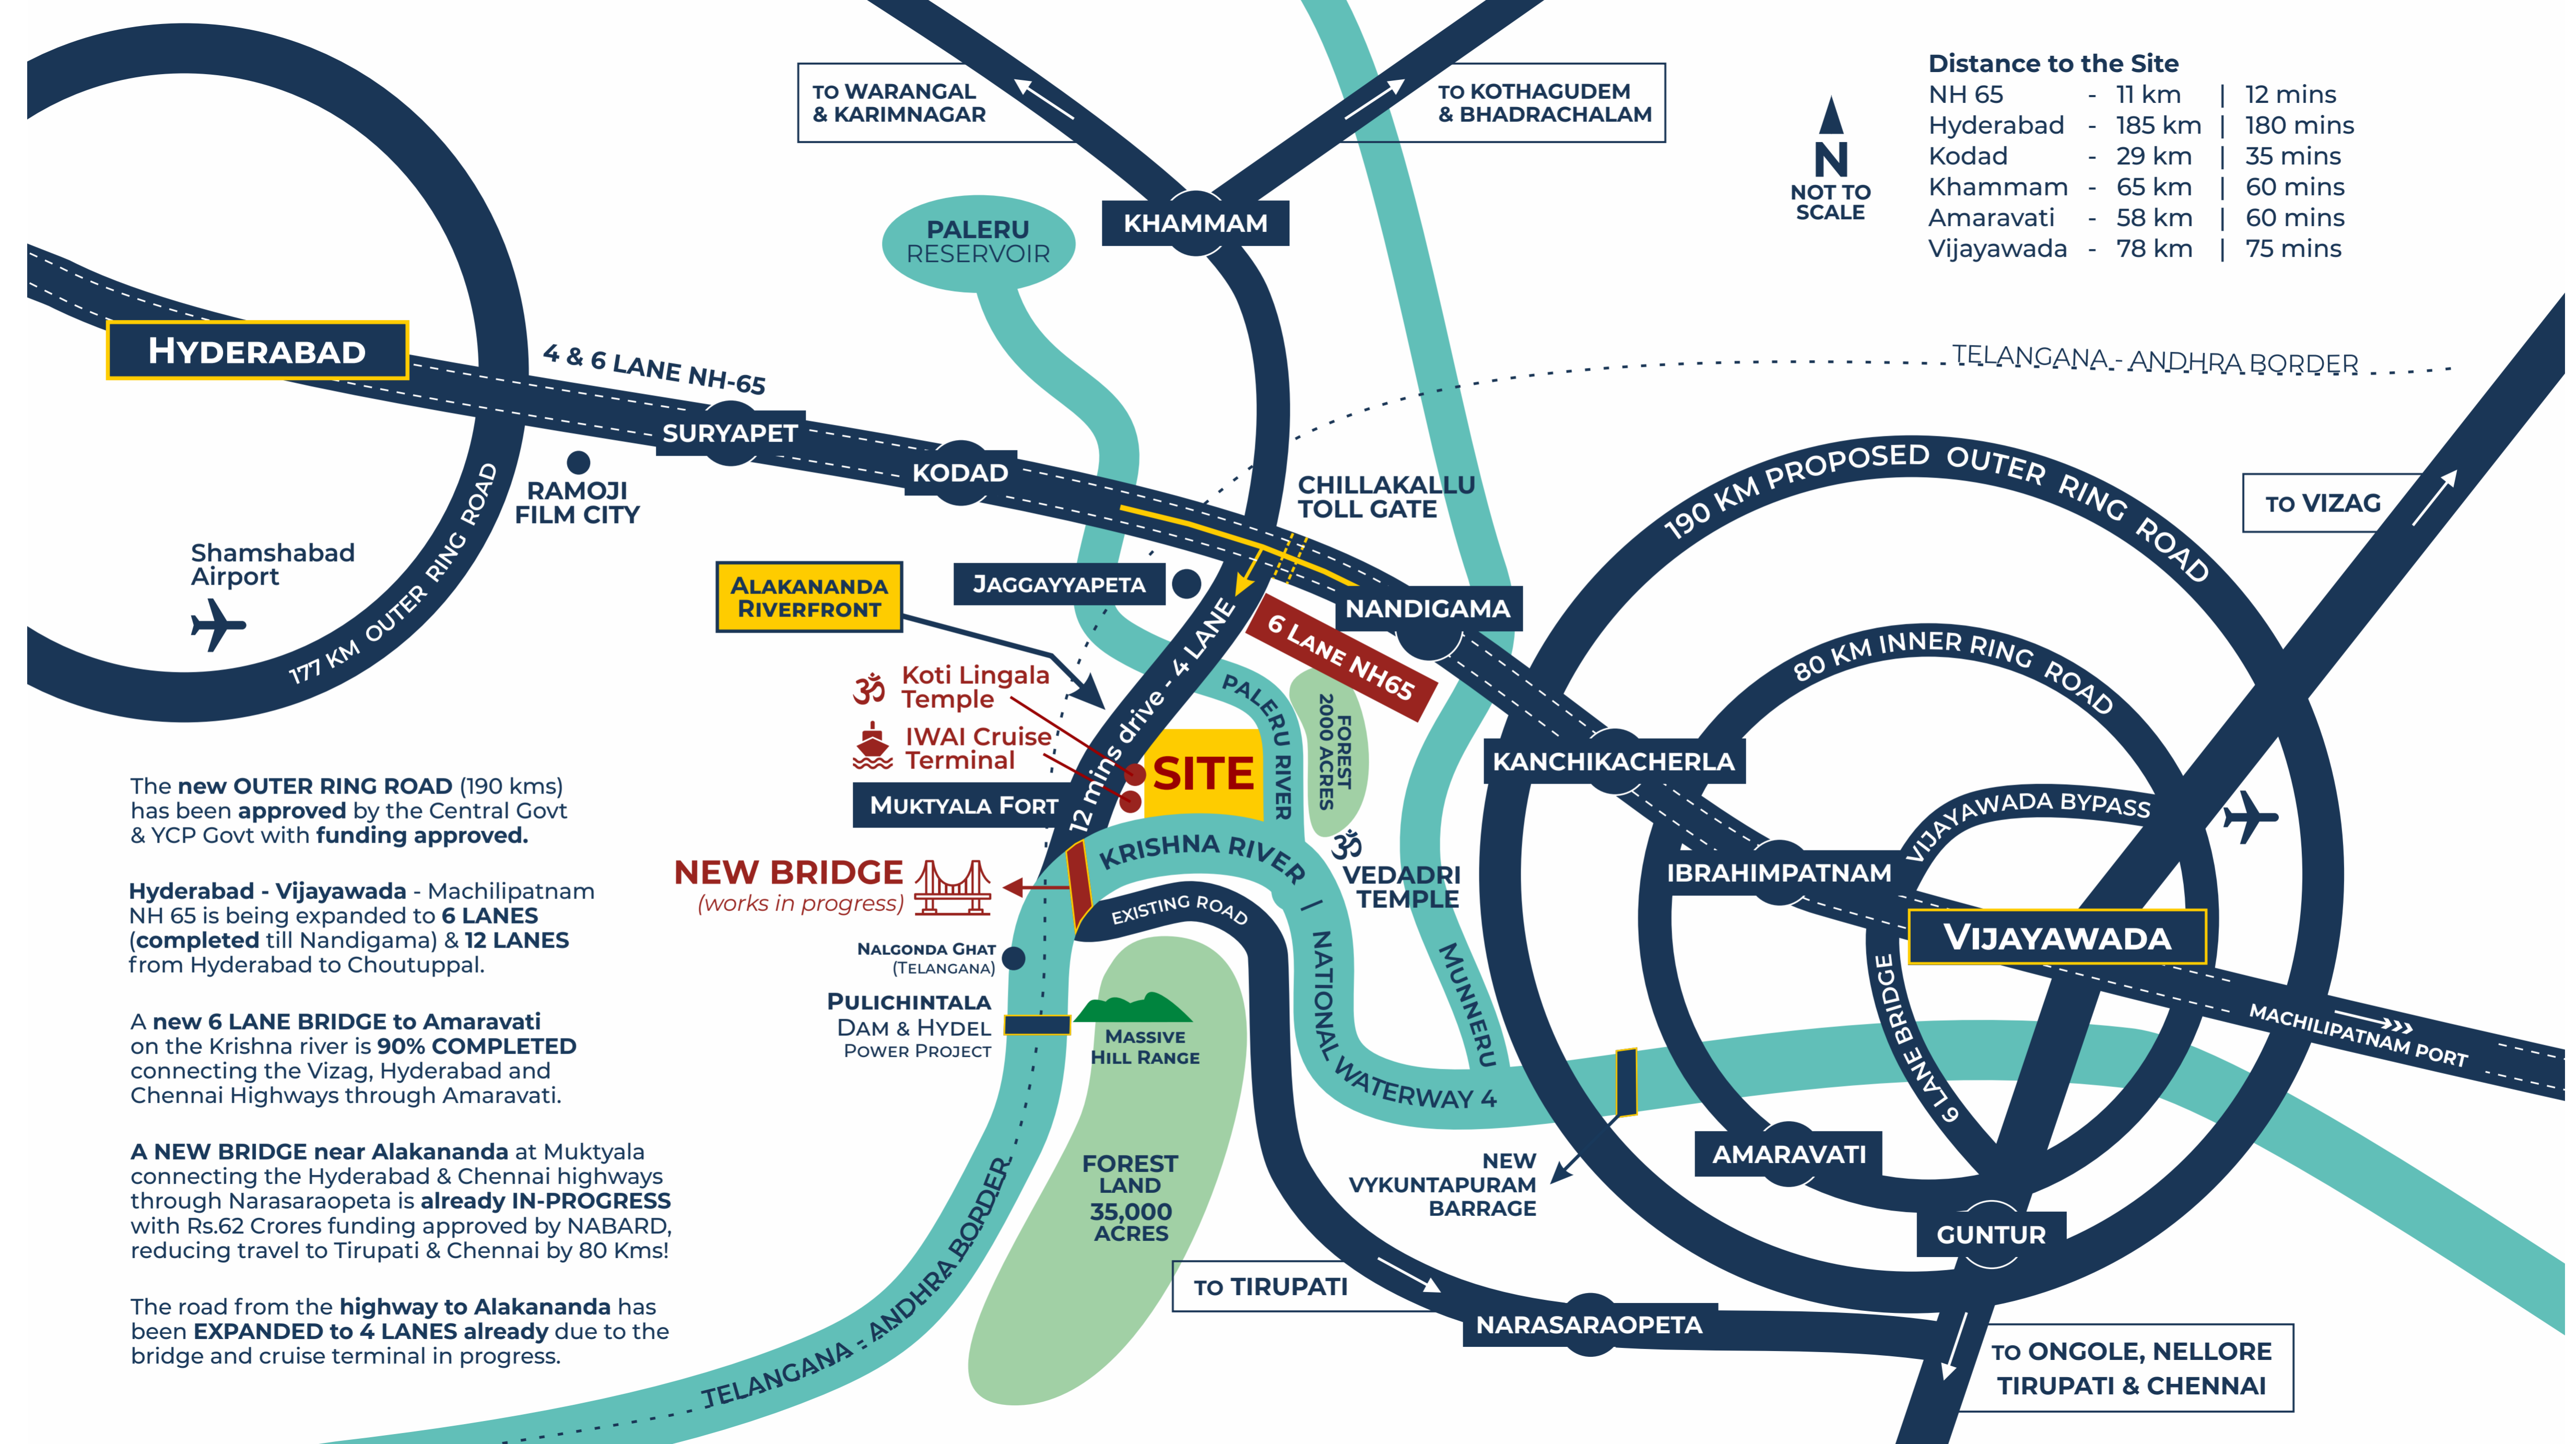 TO WARANGAL
& KARIMNAGAR
TO KOTHAGUDEM
& BHADRACHALAM
N
NOT TO
SCALE
Distance to the Site
NH 65 - 11 km | 12 mins
Hyderabad - 185 km | 180 mins
Kodad - 29 km | 35 mins
Khammam - 65 km | 60 mins
Amaravati - 58 km | 60 mins
Vijayawada - 78 km | 75 mins
PALERU
RESERVOIR
KHAMMAM
HYDERABAD
4 & 6 LANE NH-65
TELANGANA - ANDHRA BORDER
SURYAPET
KODAD
RAMOJI
FILM CITY
CHILLAKALLU
TOLL GATE
190 KM PROPOSED OUTER RING ROAD
TO VIZAG
Shamshabad
Airport
177 KM OUTER RING ROAD
ALAKANANDA
RIVERFRONT
JAGGAYYAPETA
NANDIGAMA
6 LANE NH65
80 KM INNER RING ROAD
ॐ Koti Lingala
Temple
IWAI Cruise
Terminal
12 mins drive - 4 LANE
SITE
PALERU RIVER
FOREST
2000 ACRES
MUKTYALA FORT
KANCHIKACHERLA
VIJAYAWADA BYPASS
KRISHNA RIVER | NATIONAL WATERWAY 4
ॐ
VEDADRI
TEMPLE
IBRAHIMPATNAM
VIJAYAWADA
NEW BRIDGE
(works in progress)
EXISTING ROAD
NALGONDA GHAT
(TELANGANA)
PULICHINTALA
DAM & HYDEL
POWER PROJECT
MASSIVE
HILL RANGE
MUNNERU
6 LANE BRIDGE
MACHILIPATNAM PORT
FOREST
LAND
35,000
ACRES
NEW
VYKUNTAPURAM
BARRAGE
AMARAVATI
GUNTUR
TO TIRUPATI
NARASARAOPETA
TO ONGOLE, NELLORE
TIRUPATI & CHENNAI
TELANGANA - ANDHRA BORDER
The new OUTER RING ROAD (190 kms)
has been approved by the Central Govt
& YCP Govt with funding approved.
Hyderabad - Vijayawada - Machilipatnam
NH 65 is being expanded to 6 LANES
(completed till Nandigama) & 12 LANES
from Hyderabad to Choutuppal.
A new 6 LANE BRIDGE to Amaravati
on the Krishna river is 90% COMPLETED
connecting the Vizag, Hyderabad and
Chennai Highways through Amaravati.
A NEW BRIDGE near Alakananda at Muktyala
connecting the Hyderabad & Chennai highways
through Narasaraopeta is already IN-PROGRESS
with Rs.62 Crores funding approved by NABARD,
reducing travel to Tirupati & Chennai by 80 Kms!
The road from the highway to Alakananda has
been EXPANDED to 4 LANES already due to the
bridge and cruise terminal in progress.